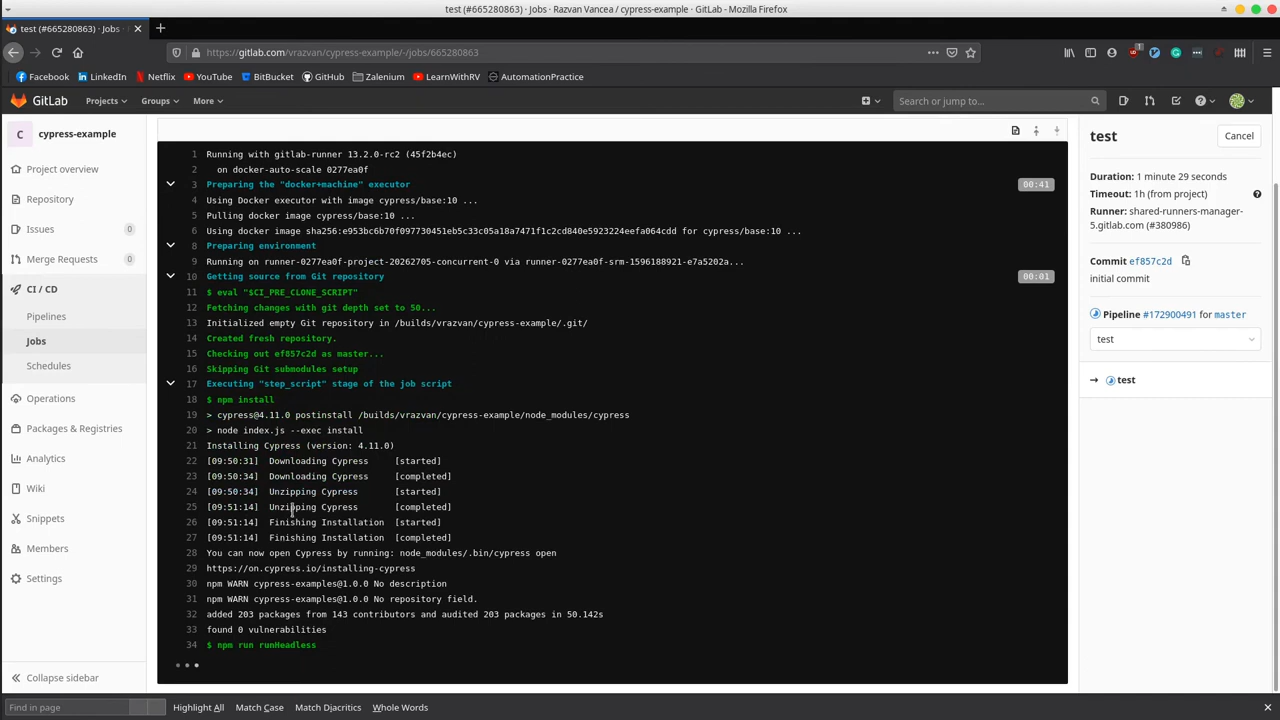 test (#665280863) · Jobs · Razvan Vancea / cypress-example · GitLab - Mozilla Firefox
test (#665280863) · Jobs ·
https://gitlab.com/vrazvan/cypress-example/-/jobs/665280863
Facebook LinkedIn Netflix YouTube BitBucket GitHub Zalenium LearnWithRV AutomationPractice
GitLab Projects Groups More Search or jump to...
C cypress-example
Project overview
Repository
Issues 0
Merge Requests 0
CI / CD
Pipelines
Jobs
Schedules
Operations
Packages & Registries
Analytics
Wiki
Snippets
Members
Settings
Collapse sidebar
1 Running with gitlab-runner 13.2.0-rc2 (45f2b4ec)
2 on docker-auto-scale 0277ea0f
3 Preparing the "docker+machine" executor 00:41
4 Using Docker executor with image cypress/base:10 ...
5 Pulling docker image cypress/base:10 ...
6 Using docker image sha256:e953bc6b70f097730451eb5c33c05a18a7471f1c2cd840e5923224eefa064cdd for cypress/base:10 ...
8 Preparing environment
9 Running on runner-0277ea0f-project-20262705-concurrent-0 via runner-0277ea0f-srm-1596188921-e7a5202a...
10 Getting source from Git repository 00:01
11 $ eval "$CI_PRE_CLONE_SCRIPT"
12 Fetching changes with git depth set to 50...
13 Initialized empty Git repository in /builds/vrazvan/cypress-example/.git/
14 Created fresh repository.
15 Checking out ef857c2d as master...
16 Skipping Git submodules setup
17 Executing "step_script" stage of the job script
18 $ npm install
19 > cypress@4.11.0 postinstall /builds/vrazvan/cypress-example/node_modules/cypress
20 > node index.js --exec install
21 Installing Cypress (version: 4.11.0)
22 [09:50:31] Downloading Cypress [started]
23 [09:50:34] Downloading Cypress [completed]
24 [09:50:34] Unzipping Cypress [started]
25 [09:51:14] Unzipping Cypress [completed]
26 [09:51:14] Finishing Installation [started]
27 [09:51:14] Finishing Installation [completed]
28 You can now open Cypress by running: node_modules/.bin/cypress open
29 https://on.cypress.io/installing-cypress
30 npm WARN cypress-examples@1.0.0 No description
31 npm WARN cypress-examples@1.0.0 No repository field.
32 added 203 packages from 143 contributors and audited 203 packages in 50.142s
33 found 0 vulnerabilities
34 $ npm run runHeadless
test Cancel
Duration: 1 minute 29 seconds
Timeout: 1h (from project)
Runner: shared-runners-manager-
5.gitlab.com (#380986)
Commit ef857c2d
initial commit
Pipeline #172900491 for master
test
→ test
Find in page Highlight All Match Case Match Diacritics Whole Words